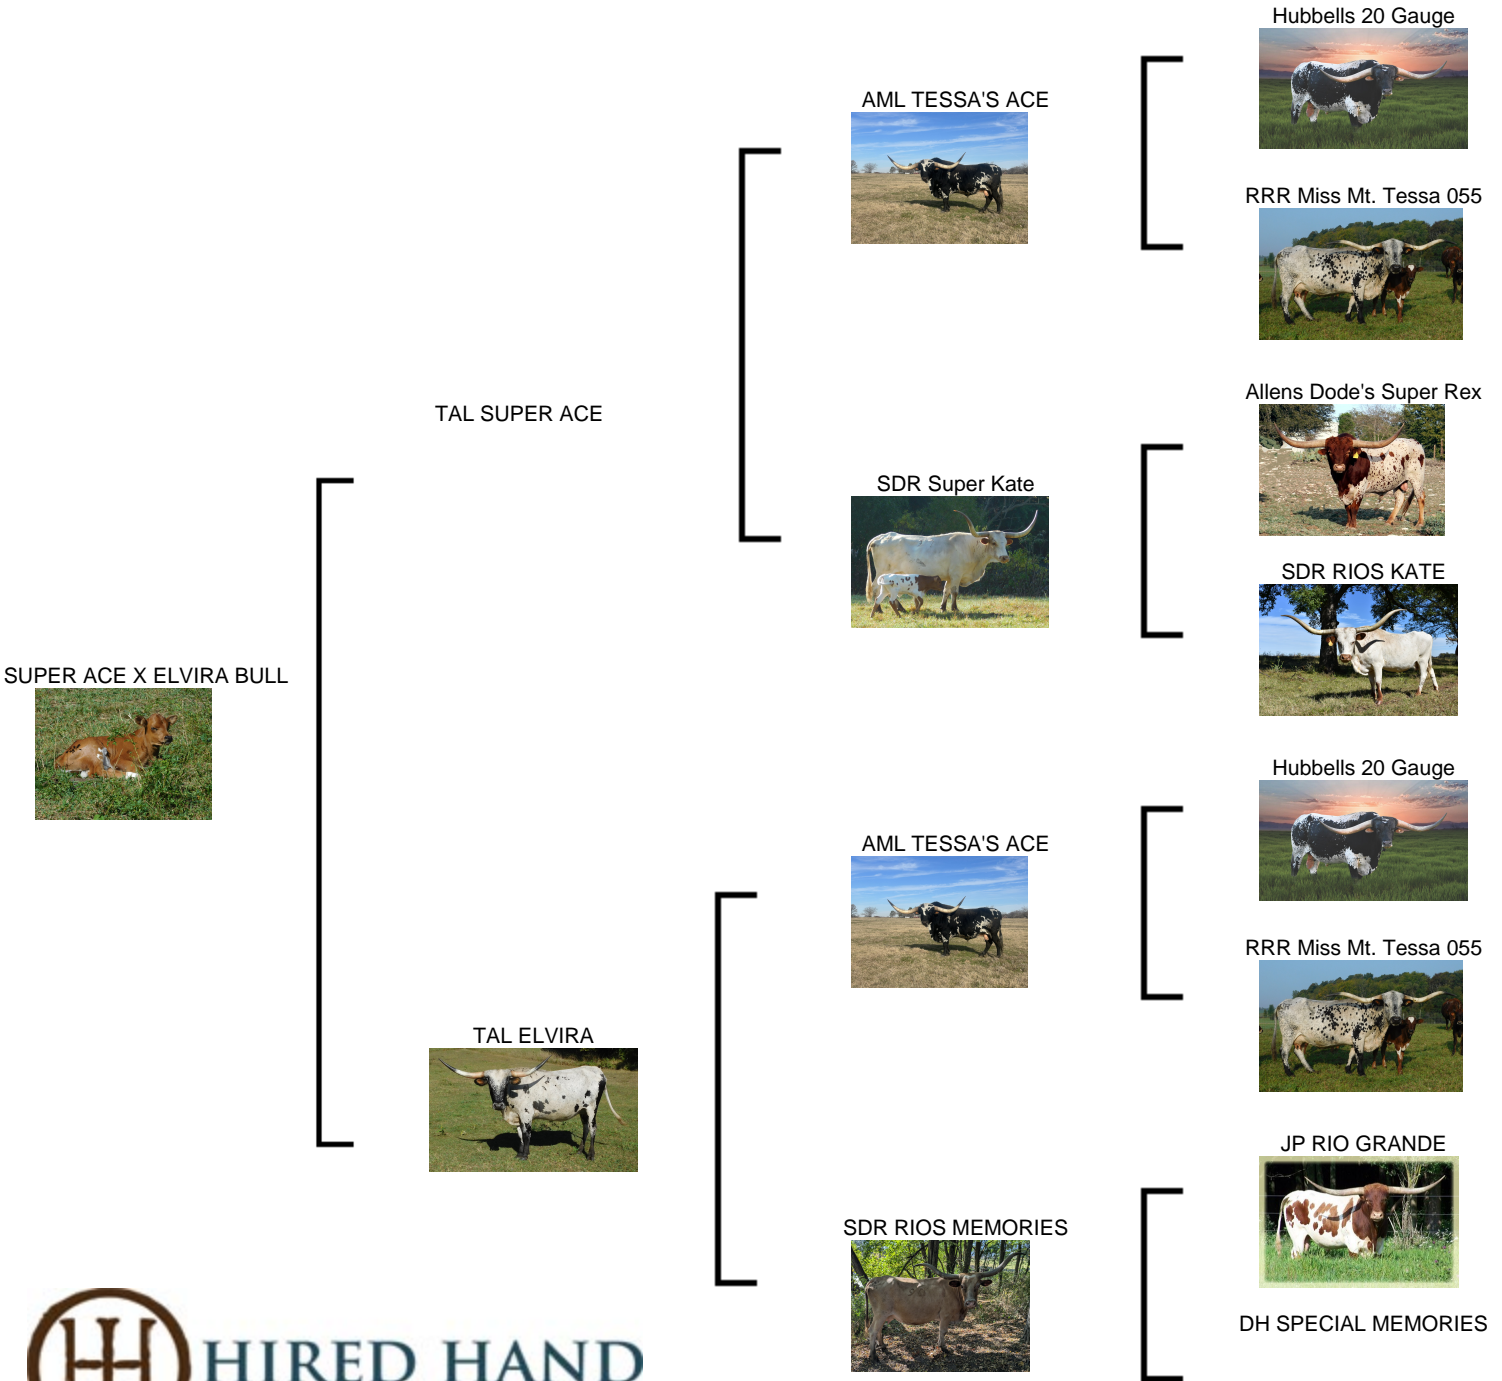 Hubbells 20 Gauge
AML TESSA'S ACE
RRR Miss Mt. Tessa 055
TAL SUPER ACE
Allens Dode's Super Rex
SDR Super Kate
SDR RIOS KATE
SUPER ACE X ELVIRA BULL
Hubbells 20 Gauge
AML TESSA'S ACE
RRR Miss Mt. Tessa 055
TAL ELVIRA
JP RIO GRANDE
SDR RIOS MEMORIES
DH SPECIAL MEMORIES
HIRED HAND